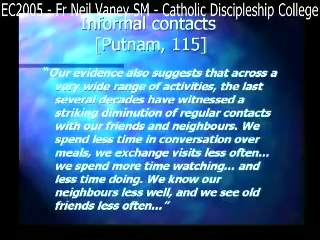 EC2005 - Fr Neil Vaney SM - Catholic Discipleship College
Informal contacts
[Putnam, 115]
"Our evidence also suggests that across a
very wide range of activities, the last
several decades have witnessed a
striking diminution of regular contacts
with our friends and neighbours. We
spend less time in conversation over
meals, we exchange visits less often...
we spend more time watching... and
less time doing. We know our
neighbours less well, and we see old
friends less often..."